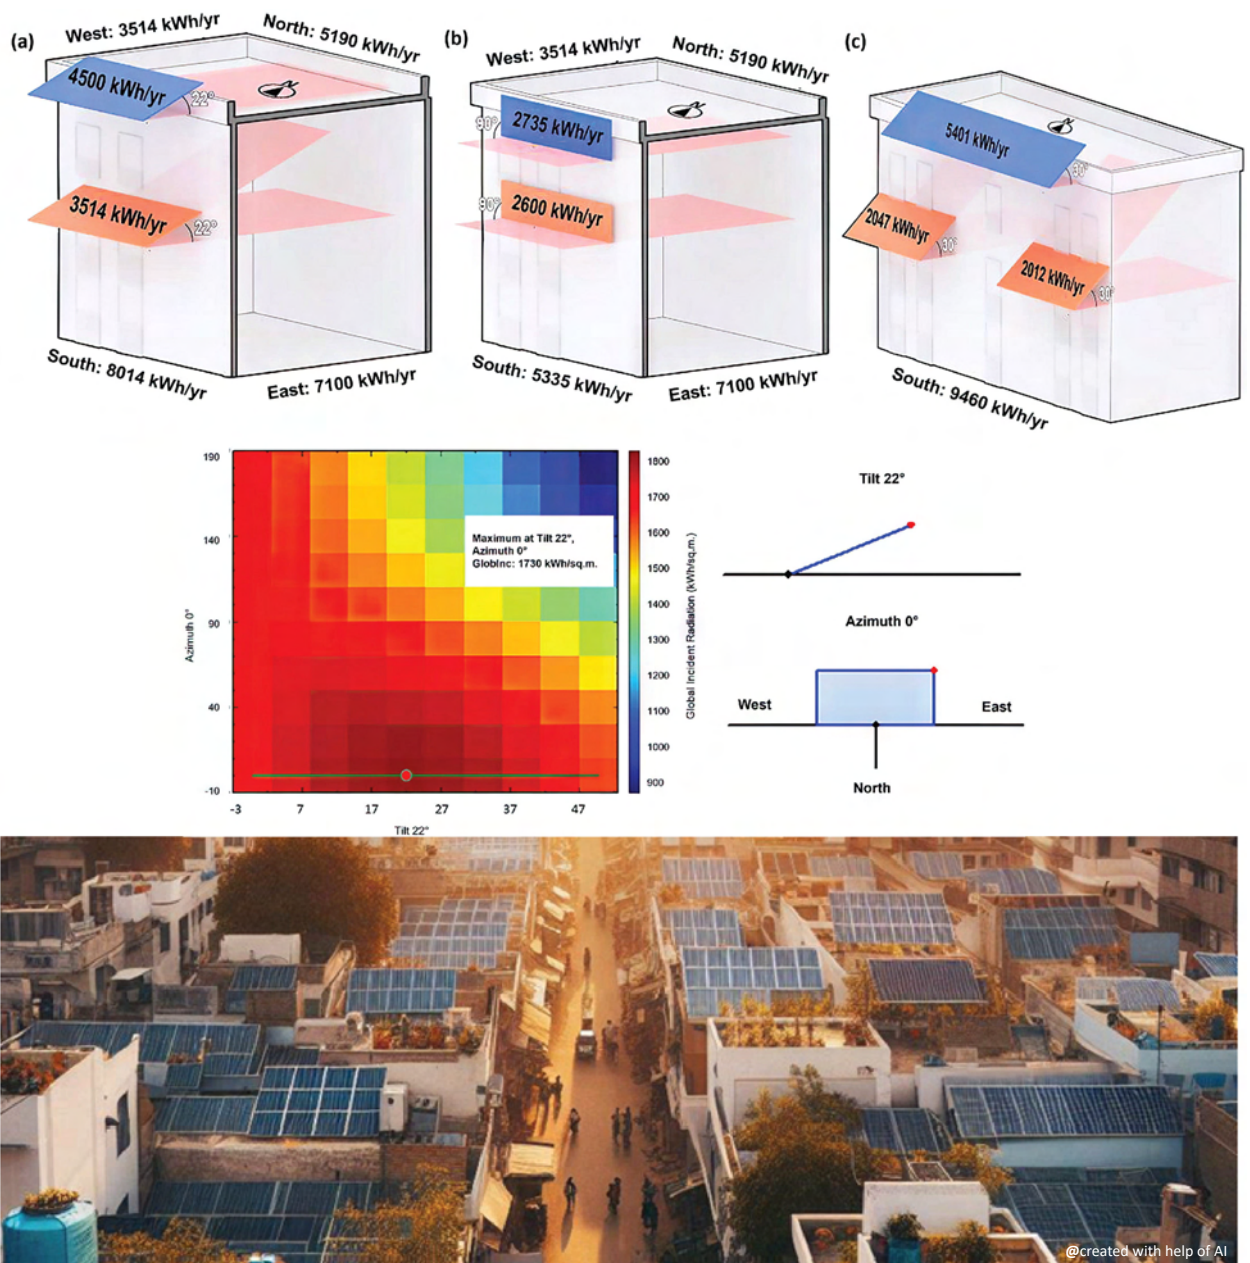 (a)
West: 3514 kWh/yr
North: 5190 kWh/yr
4500 kWh/yr
22°
3514 kWh/yr
22°
South: 8014 kWh/yr
East: 7100 kWh/yr
(b)
West: 3514 kWh/yr
North: 5190 kWh/yr
90°
2735 kWh/yr
90°
2600 kWh/yr
South: 5335 kWh/yr
East: 7100 kWh/yr
(c)
5401 kWh/yr
30°
2047 kWh/yr
30°
2012 kWh/yr
30°
South: 9460 kWh/yr
190
140
90
40
-10
Azimuth 0°
-3
7
17
27
37
47
Tilt 22°
Maximum at Tilt 22°,
Azimuth 0°
GlobInc: 1730 kWh/sq.m.
1800
1700
1600
1500
1400
1300
1200
1100
1000
900
Global Incident Radiation (kWh/sq.m.)
Tilt 22°
Azimuth 0°
West
East
North
@created with help of AI